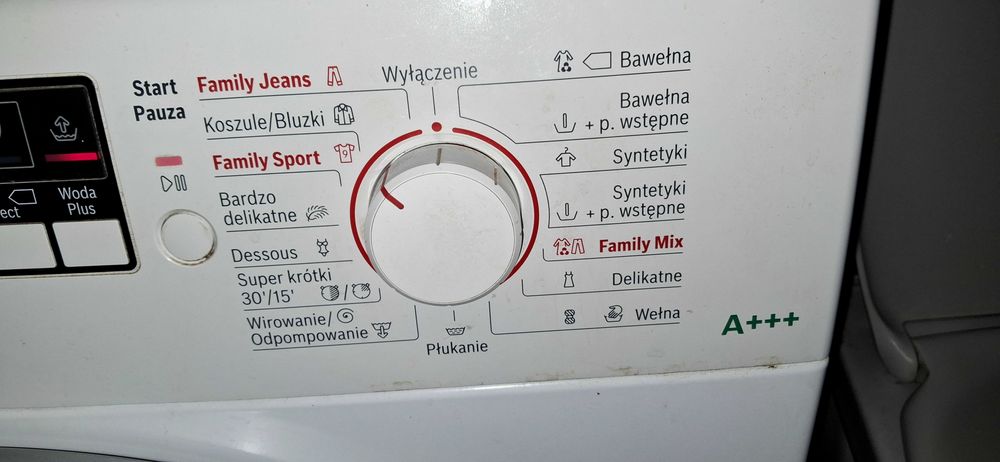 Start
Pauza
ect
Woda
Plus
Family Jeans
Koszule/Bluzki
Family Sport
9
Bardzo
delikatne
Dessous
Super krótki
30'/15'
Wirowanie/
Odpompowanie
Wyłączenie
Płukanie
Bawełna
Bawełna
+ p. wstępne
Syntetyki
Syntetyki
+ p. wstępne
Family Mix
Delikatne
Wełna
A+++